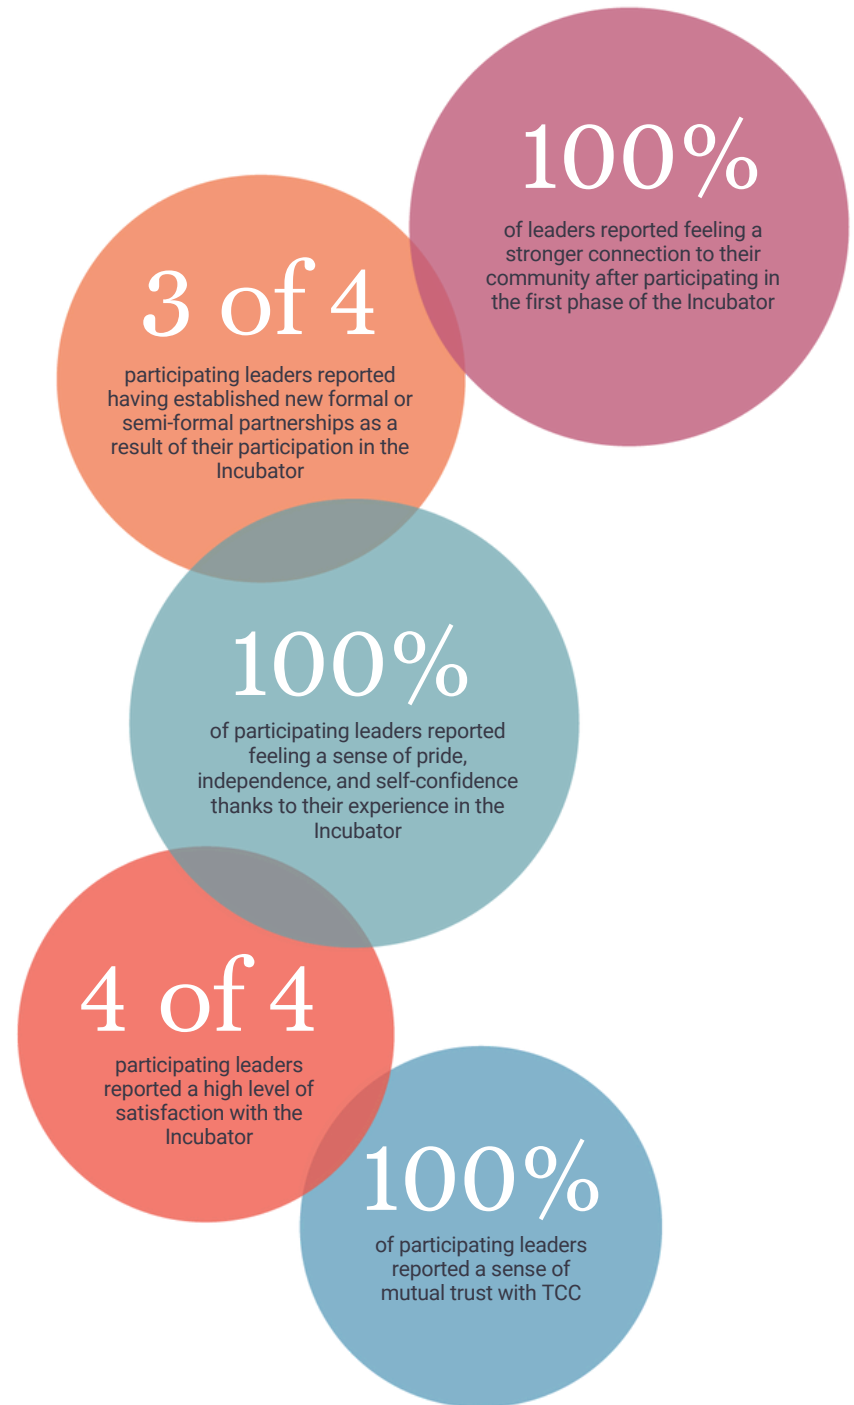 100%
of leaders reported feeling a
stronger connection to their
community after participating in
the first phase of the Incubator
3 of 4
participating leaders reported
having established new formal or
semi-formal partnerships as a
result of their participation in the
Incubator
100%
of participating leaders reported
feeling a sense of pride,
independence, and self-confidence
thanks to their experience in the
Incubator
4 of 4
participating leaders
reported a high level of
satisfaction with the
Incubator
100%
of participating leaders
reported a sense of
mutual trust with TCC